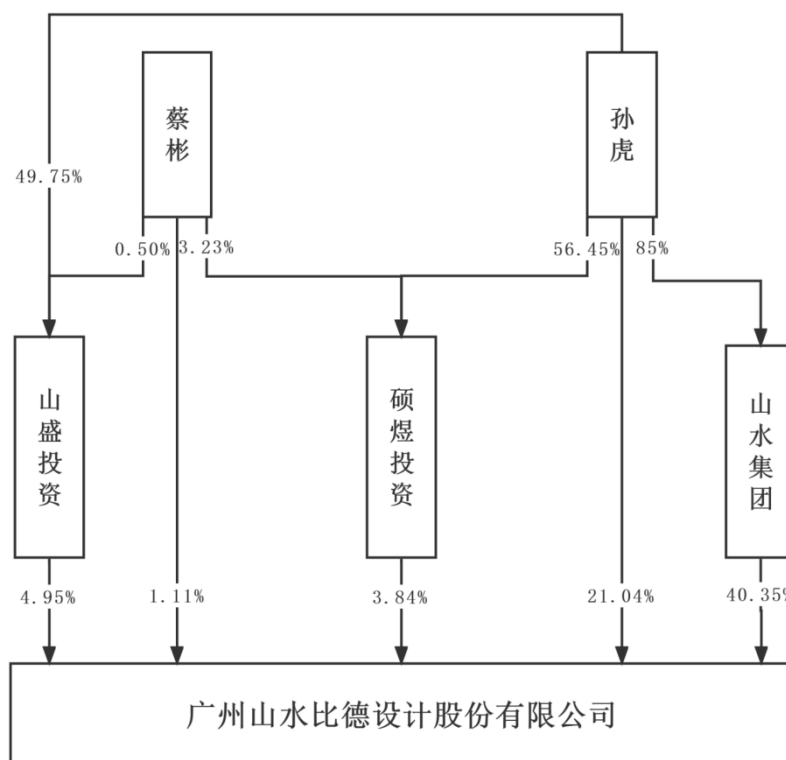 蔡彬
孙虎
49.75%
0.50%
3.23%
56.45%
85%
山盛投资
硕煜投资
山水集团
4.95%
1.11%
3.84%
21.04%
40.35%
广州山水比德设计股份有限公司